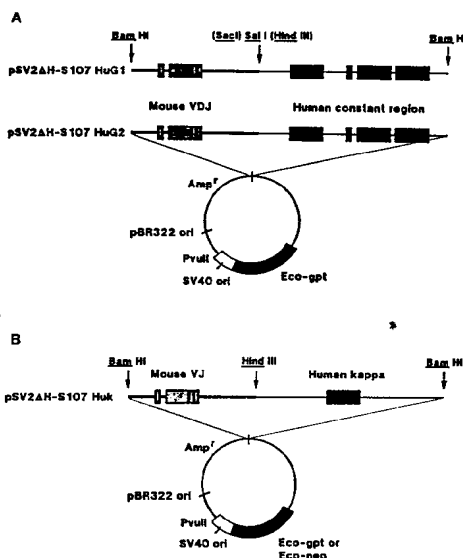 A
Bam HI
(SacI) Sal I (Hind III)
Bam H
pSV2ΔH-S107 HuG1
Mouse VDJ
Human constant region
pSV2ΔH-S107 HuG2
Amp r
pBR322 ori
PvuII
SV40 ori
Eco-gpt
B
Bam HI
Mouse VJ
Hind III
Human kappa
Bam HI
pSV2ΔH-S107 Huk
Amp r
pBR322 ori
PvuII
SV40 ori
Eco-gpt or
Eco-neo